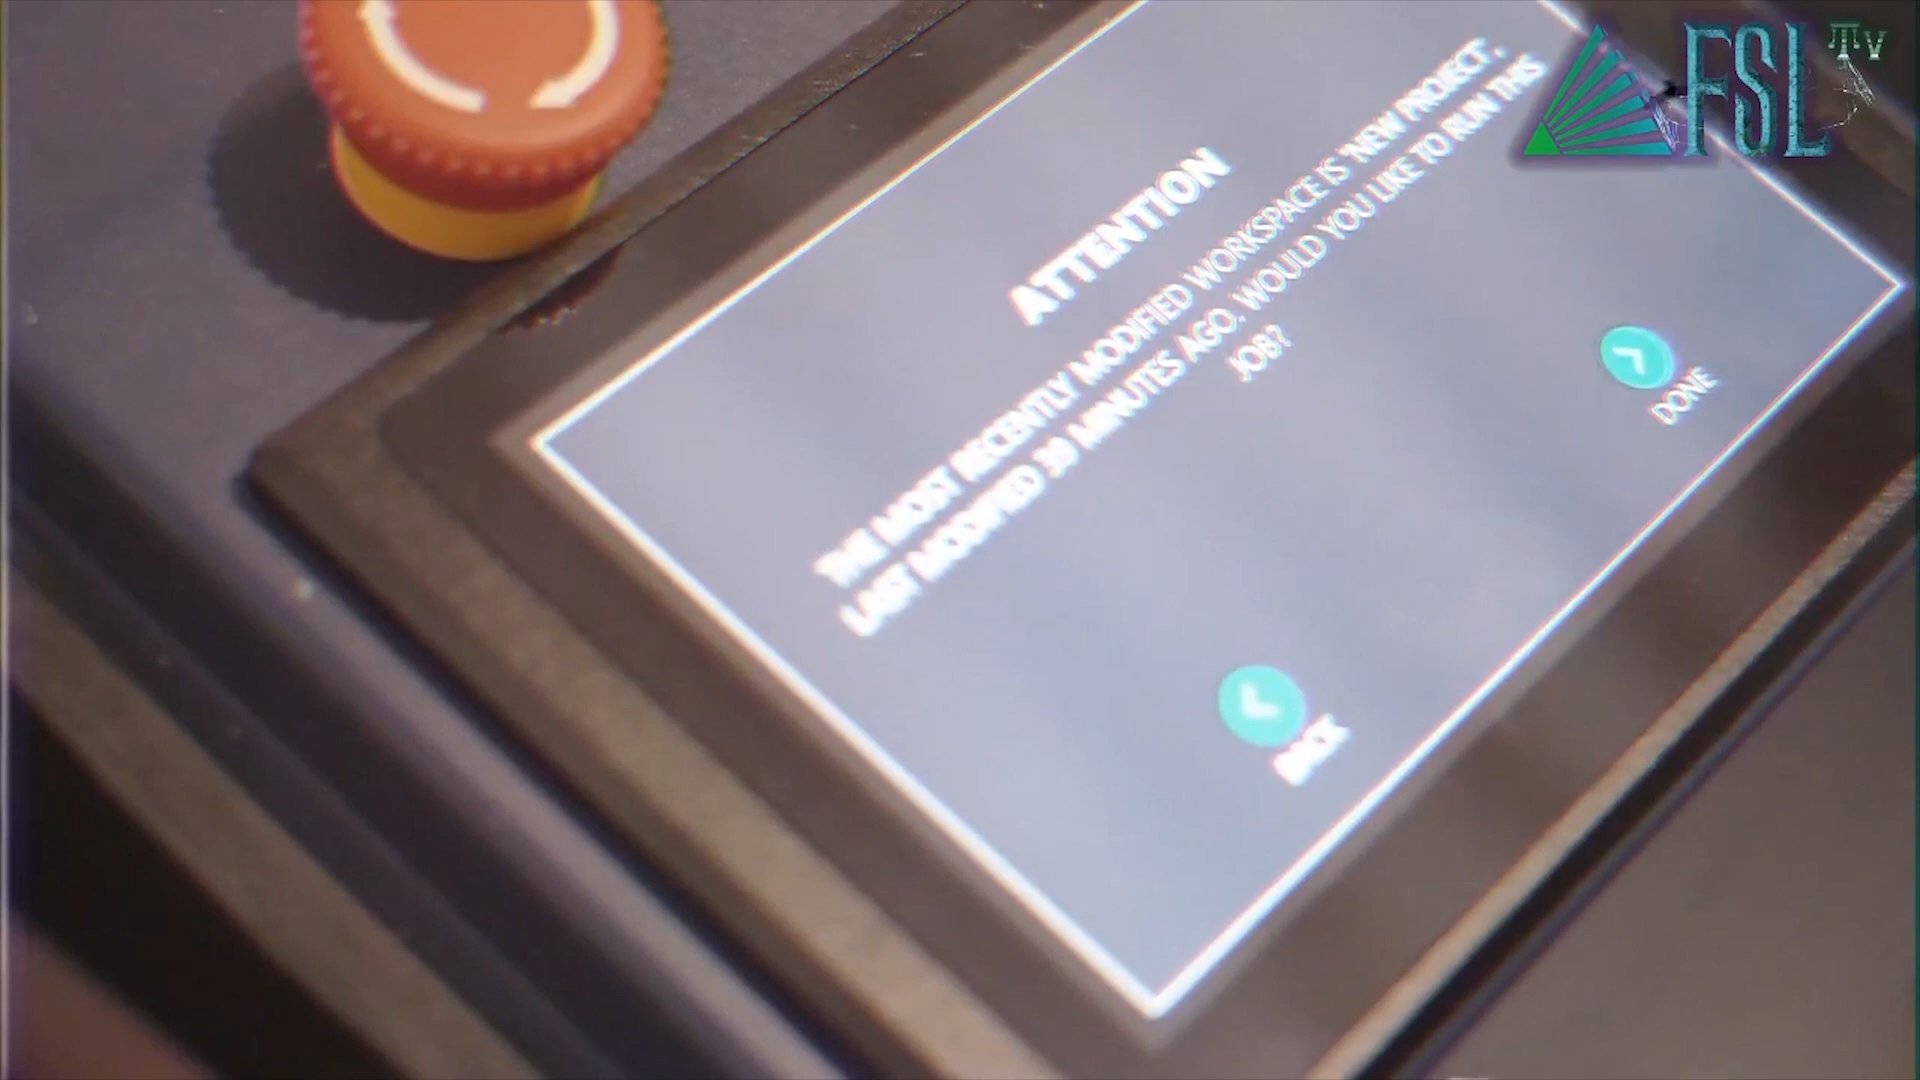 FSL TV
ATTENTION
THE MOST RECENTLY MODIFIED WORKSPACE IS 'NEW PROJECT',
LAST MODIFIED 39 MINUTES AGO. WOULD YOU LIKE TO RUN THIS
JOB?
DONE
BACK